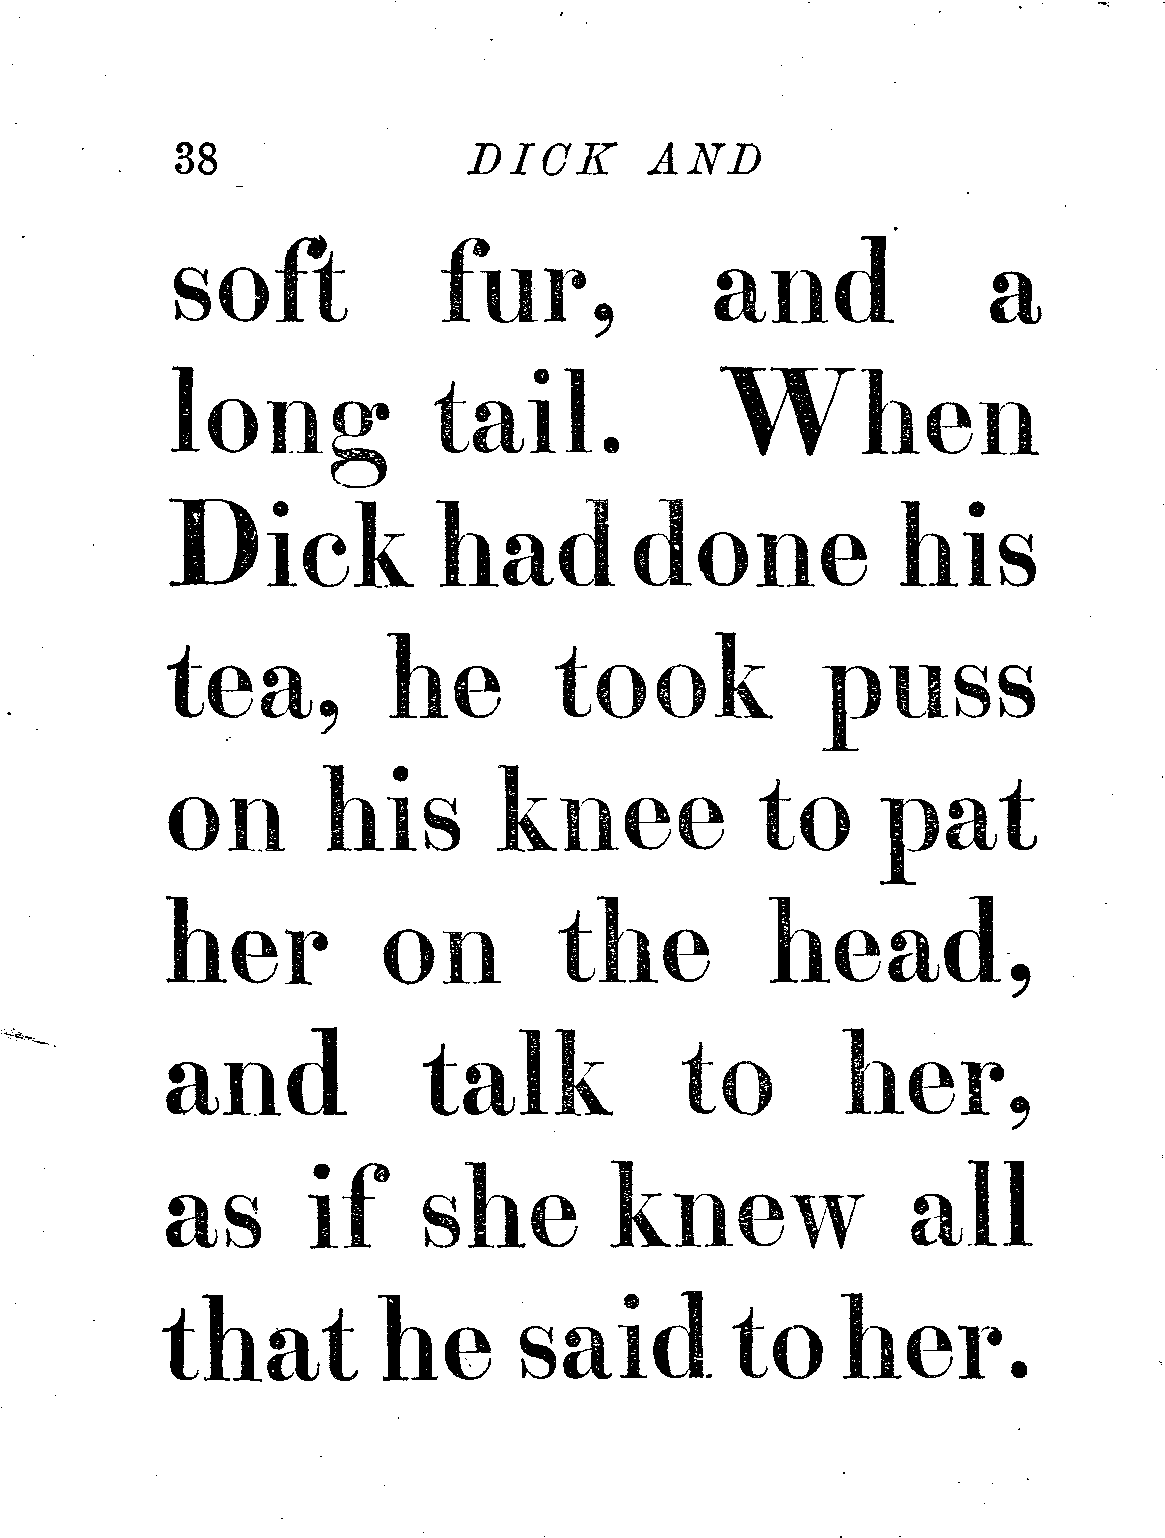 38 DICK AND
soft fur, and a
long tail. When
Dick had done his
tea, he took puss
on his knee to pat
her on the head,
and talk to her,
as if she knew all
that he said to her.